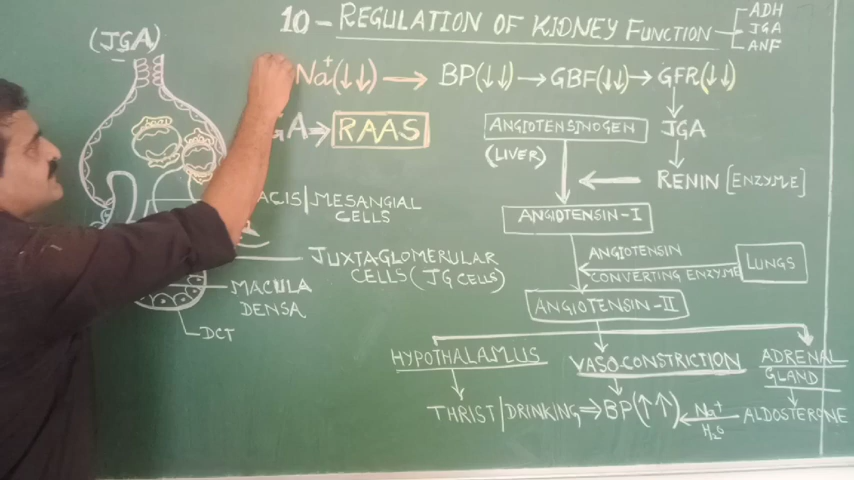 10 - REGULATION OF KIDNEY FUNCTION
ADH
JGA
ANF
(JGA)
Na+(↓↓) → BP(↓↓) → GBF(↓↓) → GFR(↓↓)
GA ⇒ RAAS
ANGIOTENSINOGEN
JGA
(LIVER)
RENIN [ENZYME]
ACIS/MESANGIAL
CELLS
ANGIOTENSIN-I
JUXTAGLOMERULAR
CELLS (JG CELLS)
ANGIOTENSIN
CONVERTING ENZYME
LUNGS
MACULA
DENSA
ANGIOTENSIN-II
DCT
HYPOTHALAMUS
VASO-CONSTRICTION
ADRENAL
GLAND
THRIST/DRINKING ⇒ BP(↑↑) ← Na+ ALDOSTERONE
H2O